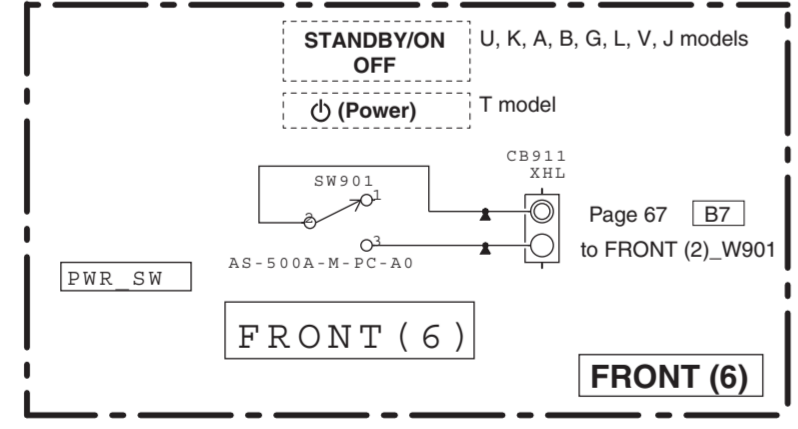 STANDBY/ON
OFF
U, K, A, B, G, L, V, J models
⏻ (Power)
T model
CB911
XHL
SW901
1
2
3
AS-500A-M-PC-A0
Page 67 B7
to FRONT (2)_W901
PWR_SW
FRONT(6)
FRONT (6)